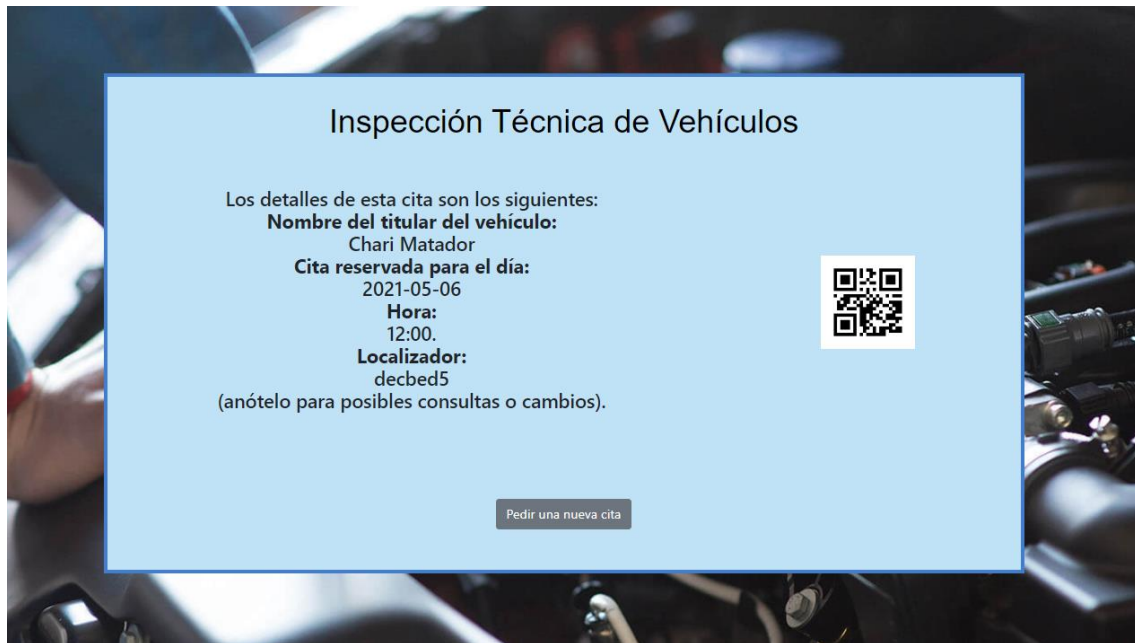 Inspección Técnica de Vehículos
Los detalles de esta cita son los siguientes:
Nombre del titular del vehículo:
Chari Matador
Cita reservada para el día:
2021-05-06
Hora:
12:00.
Localizador:
decbed5
(anótelo para posibles consultas o cambios).
Pedir una nueva cita